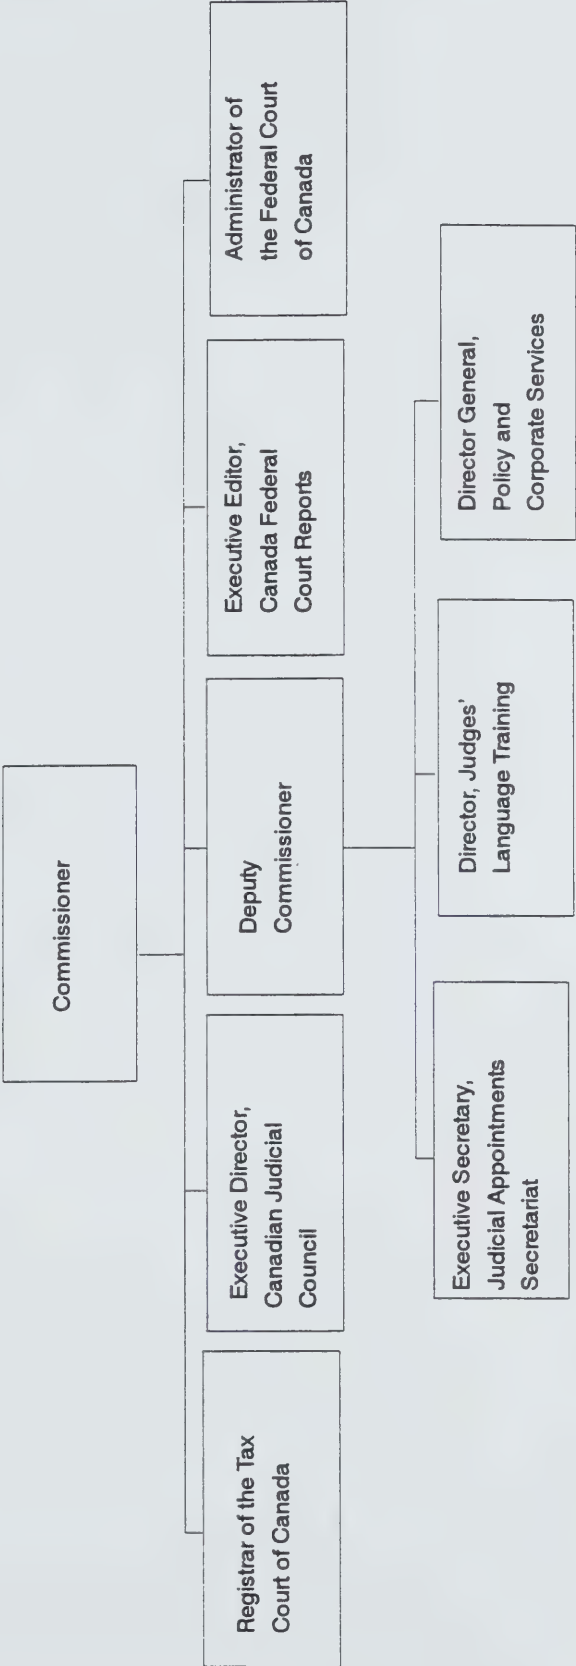 Commissioner
Registrar of the Tax
Court of Canada
Executive Director,
Canadian Judicial
Council
Deputy
Commissioner
Executive Editor,
Canada Federal
Court Reports
Administrator of
the Federal Court
of Canada
Executive Secretary,
Judicial Appointments
Secretariat
Director, Judges'
Language Training
Director General,
Policy and
Corporate Services